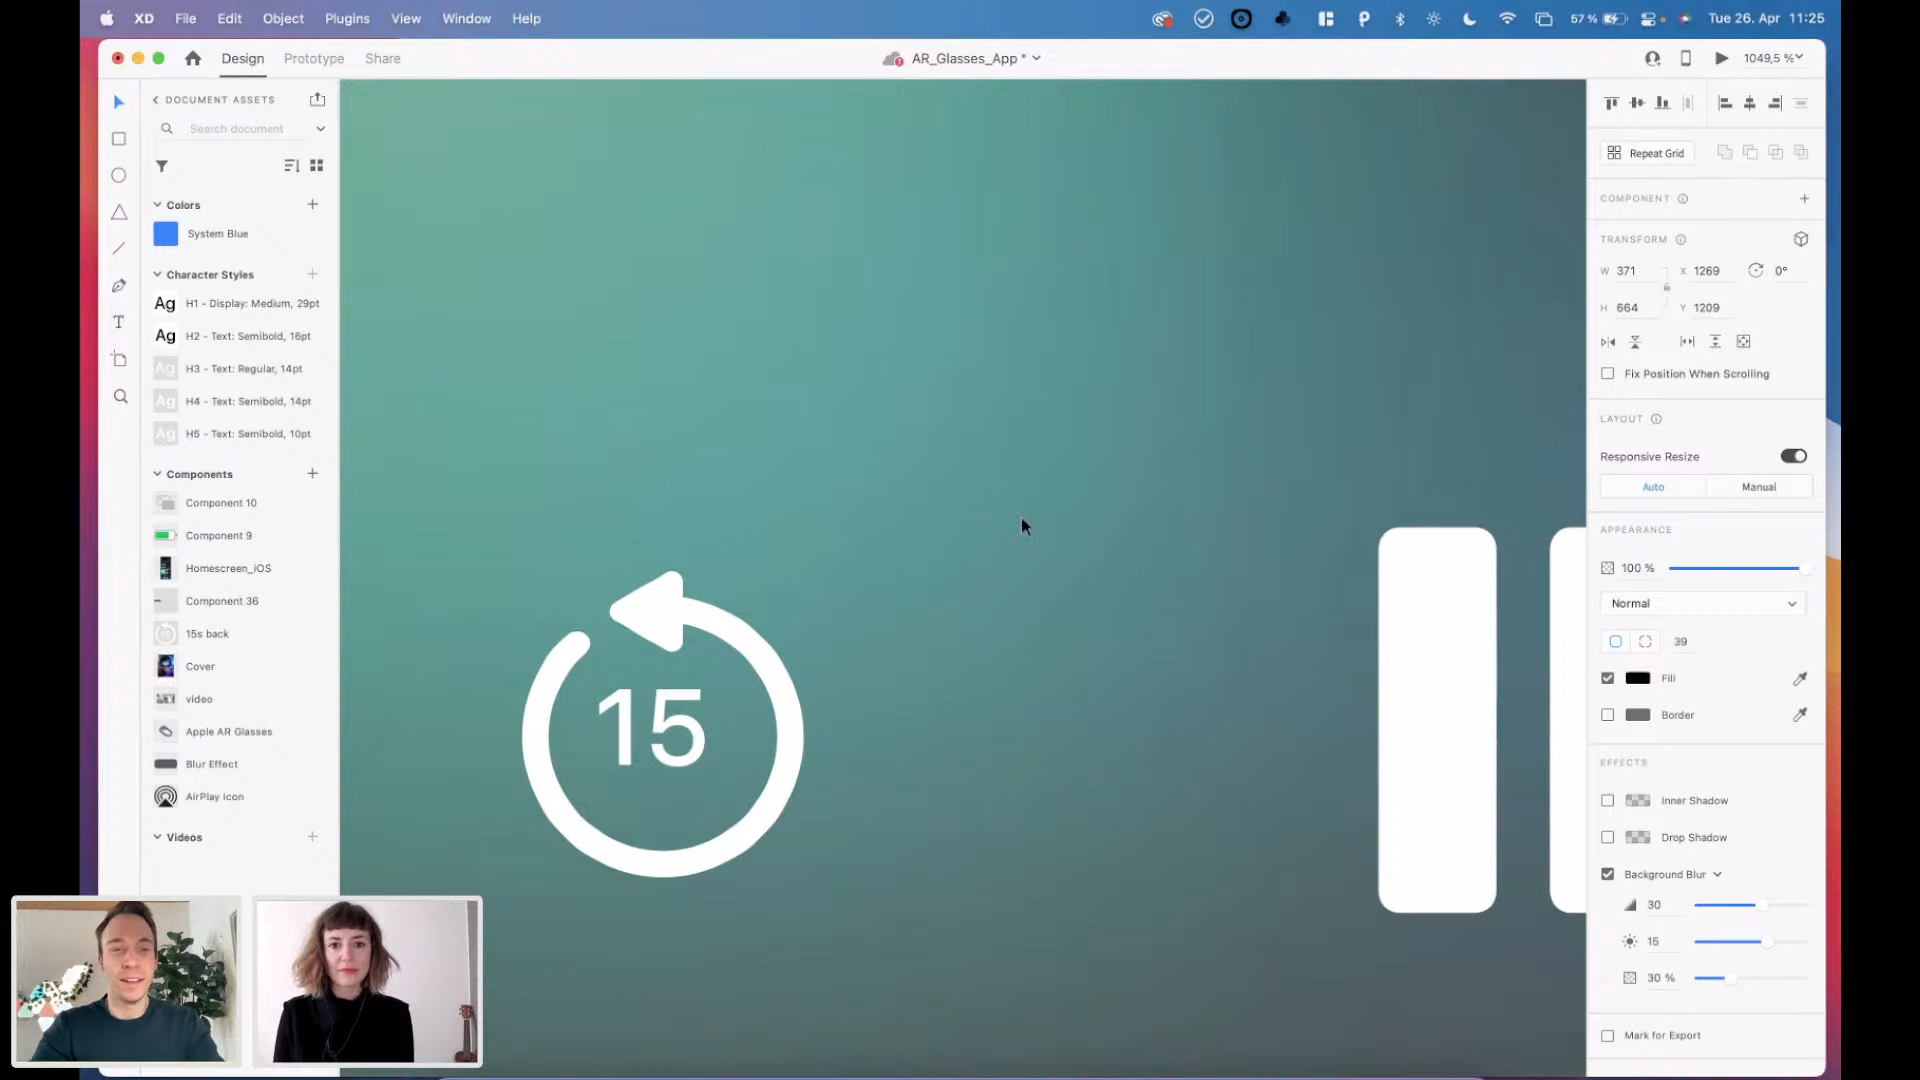 XD File Edit Object Plugins View Window Help
57 % Tue 26. Apr 11:25
Design Prototype Share
AR_Glasses_App *
1049,5 %
DOCUMENT ASSETS
Search document
Colors
System Blue
Character Styles
Ag H1 - Display: Medium, 29pt
Ag H2 - Text: Semibold, 16pt
Ag H3 - Text: Regular, 14pt
Ag H4 - Text: Semibold, 14pt
Ag H5 - Text: Semibold, 10pt
Components
Component 10
Component 9
Homescreen_iOS
Component 36
15s back
Cover
video
Apple AR Glasses
Blur Effect
AirPlay Icon
Videos
15
Repeat Grid
COMPONENT
TRANSFORM
W 371 X 1269 0°
H 664 Y 1209
Fix Position When Scrolling
LAYOUT
Responsive Resize
Auto Manual
APPEARANCE
100 %
Normal
39
Fill
Border
EFFECTS
Inner Shadow
Drop Shadow
Background Blur
30
15
30 %
Mark for Export